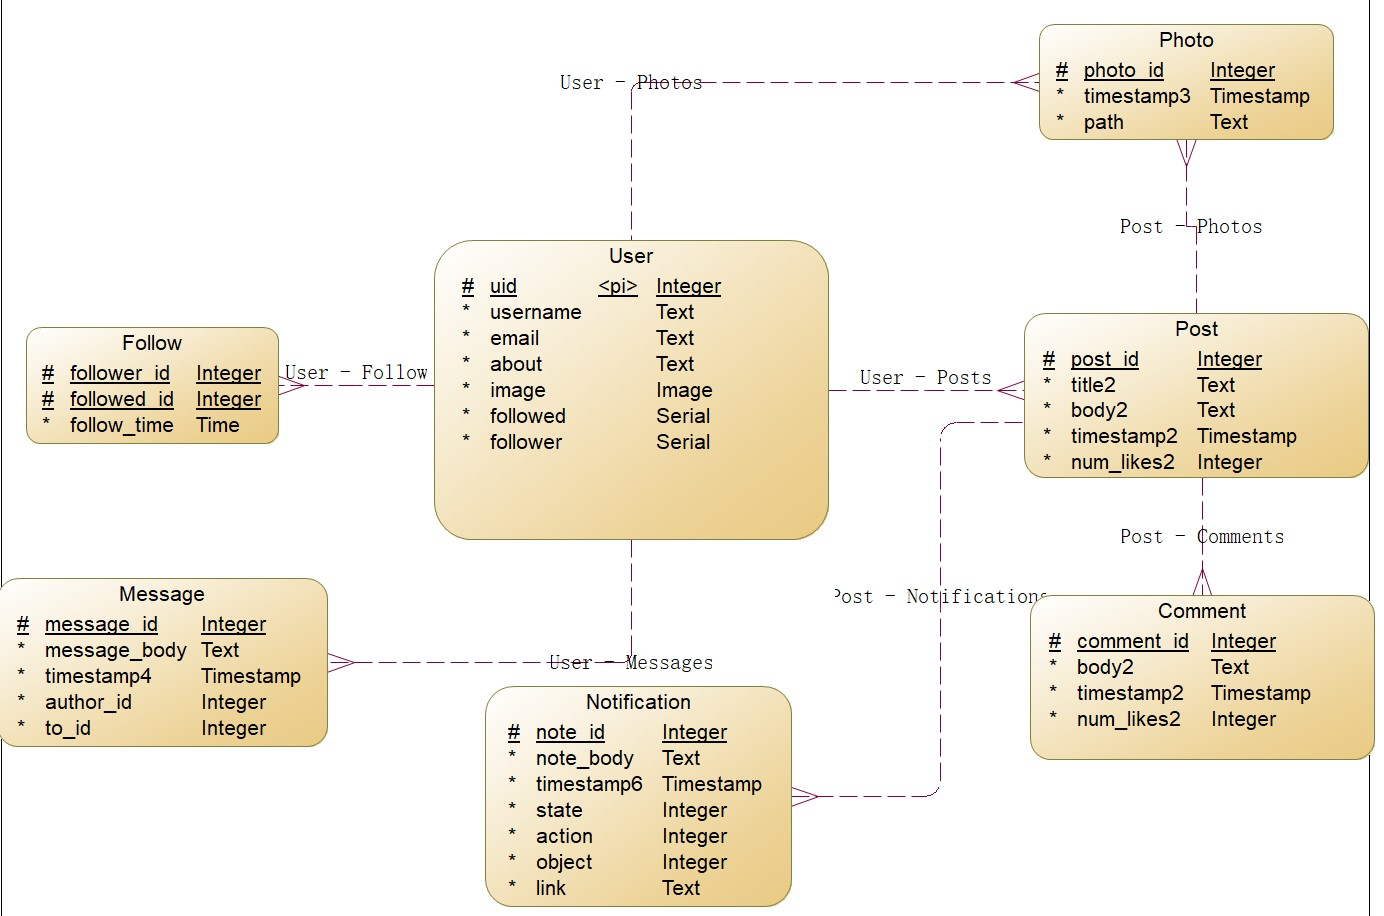 Photo
# photo_id Integer
* timestamp3 Timestamp
* path Text
User - Photos
Post - Photos
User
# uid <pi> Integer
* username Text
* email Text
* about Text
* image Image
* followed Serial
* follower Serial
Follow
# follower_id Integer
# followed_id Integer
* follow_time Time
User - Follow
User - Posts
Post
# post_id Integer
* title2 Text
* body2 Text
* timestamp2 Timestamp
* num_likes2 Integer
Post - Comments
Post - Notifications
Message
# message_id Integer
* message_body Text
* timestamp4 Timestamp
* author_id Integer
* to_id Integer
User - Messages
Comment
# comment_id Integer
* body2 Text
* timestamp2 Timestamp
* num_likes2 Integer
Notification
# note_id Integer
* note_body Text
* timestamp6 Timestamp
* state Integer
* action Integer
* object Integer
* link Text